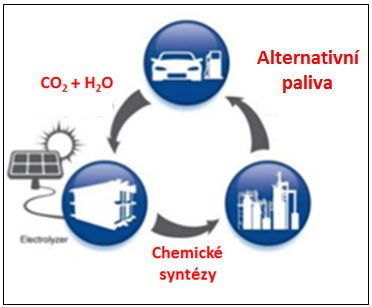 CO₂ + H₂O
Alternativní
paliva
Electrolyzer
Chemické
syntézy